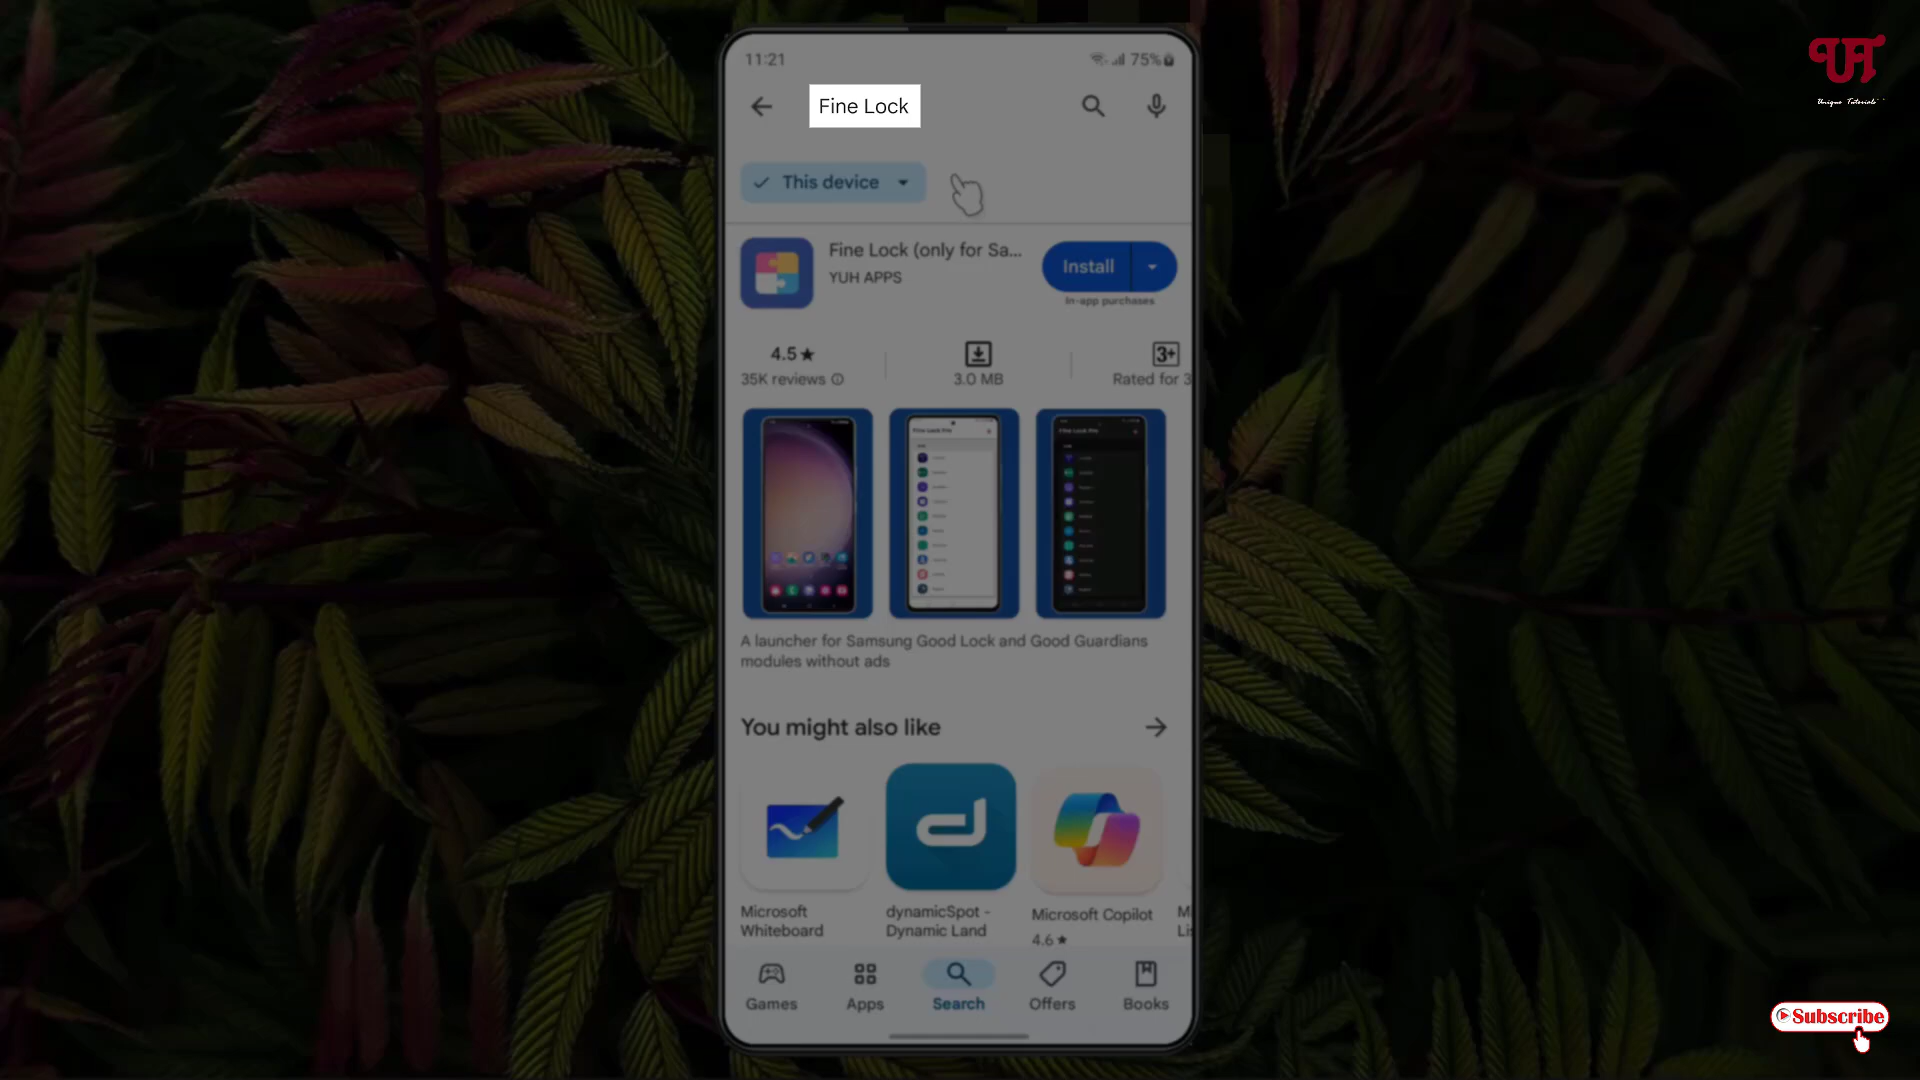 11:21
75%
Fine Lock
This device
Fine Lock (only for Sa...
YUH APPS
Install
In-app purchases
4.5★
35K reviews
3.0 MB
3+
Rated for 3
A launcher for Samsung Good Lock and Good Guardians
modules without ads
You might also like
Microsoft
Whiteboard
dynamicSpot -
Dynamic Land
Microsoft Copilot
4.6★
Games
Apps
Search
Offers
Books
Unique Tutorials
Subscribe